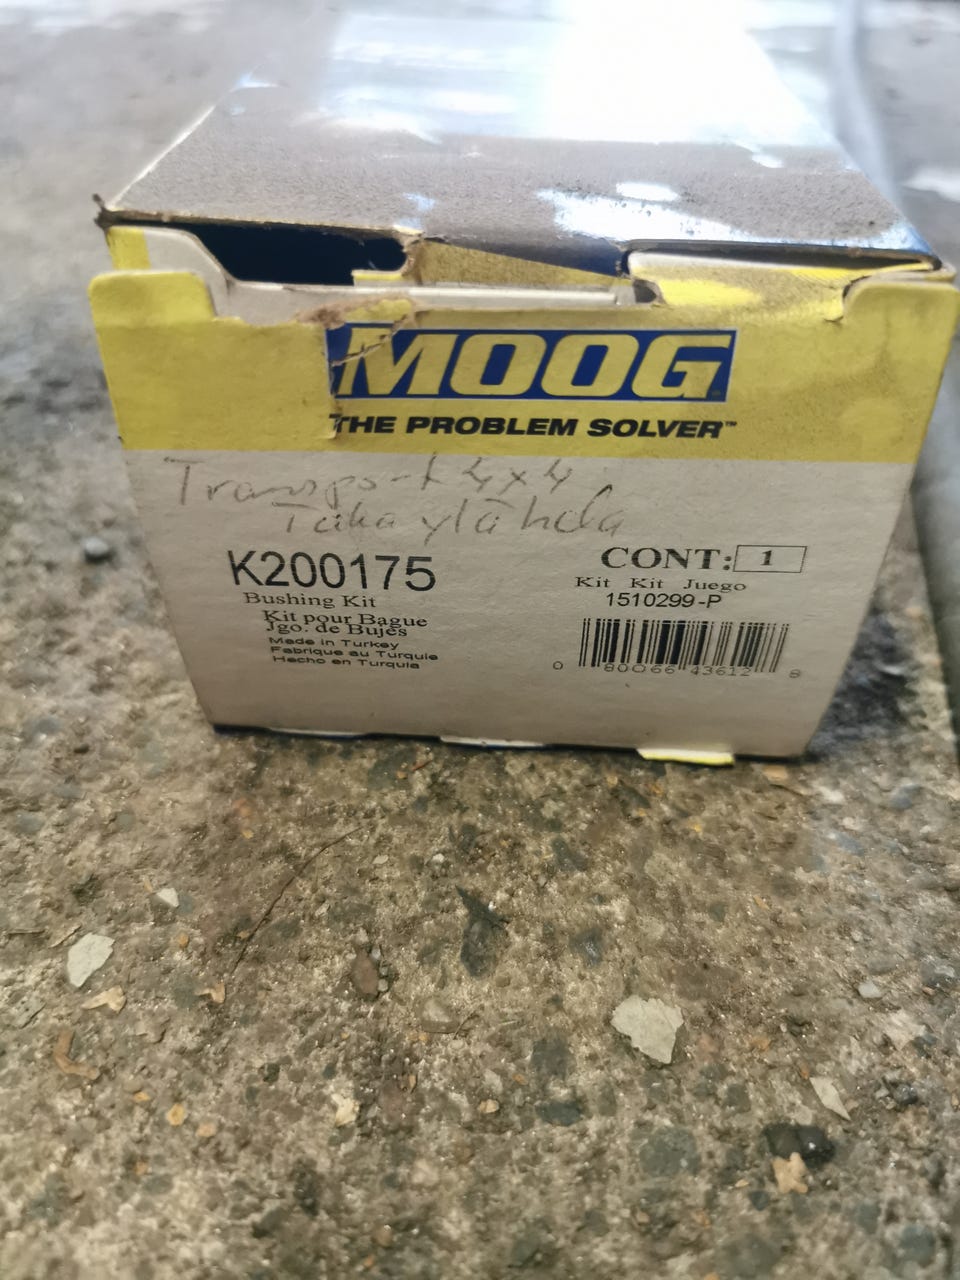 MOOG
THE PROBLEM SOLVER™
Transport 4x4
Taka ylähela
K200175
Bushing Kit
Kit pour Bague
Jgo. de Bujes
Made in Turkey
Fabrique au Turquie
Hecho en Turquia
CONT: 1
Kit Kit Juego
1510299-P
0 80066 43612 8